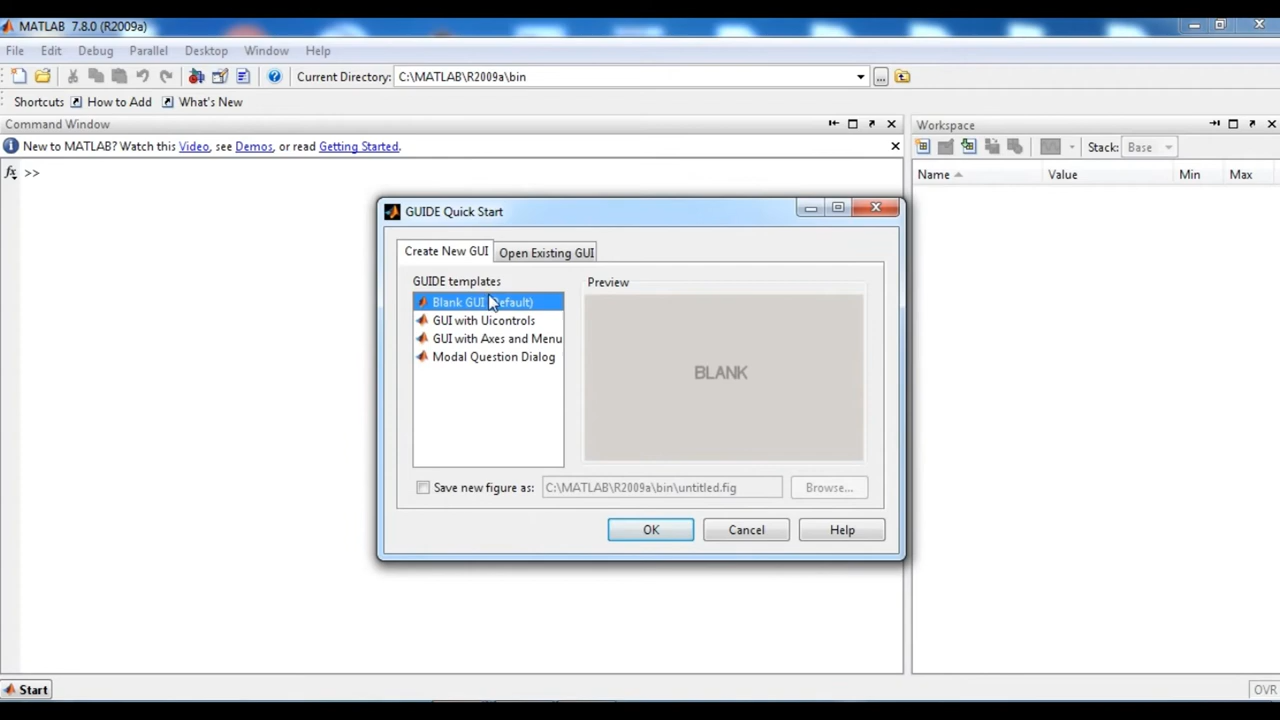 MATLAB 7.8.0 (R2009a)
File Edit Debug Parallel Desktop Window Help
Current Directory: C:\MATLAB\R2009a\bin ...
Shortcuts How to Add What's New
Command Window
Workspace
New to MATLAB? Watch this Video, see Demos, or read Getting Started.
Stack: Base
fx >>
Name Value Min Max
GUIDE Quick Start
Create New GUI Open Existing GUI
GUIDE templates
Preview
Blank GUI (Default)
GUI with Uicontrols
GUI with Axes and Menu
Modal Question Dialog
BLANK
Save new figure as: C:\MATLAB\R2009a\bin\untitled.fig Browse...
OK Cancel Help
Start
OVR